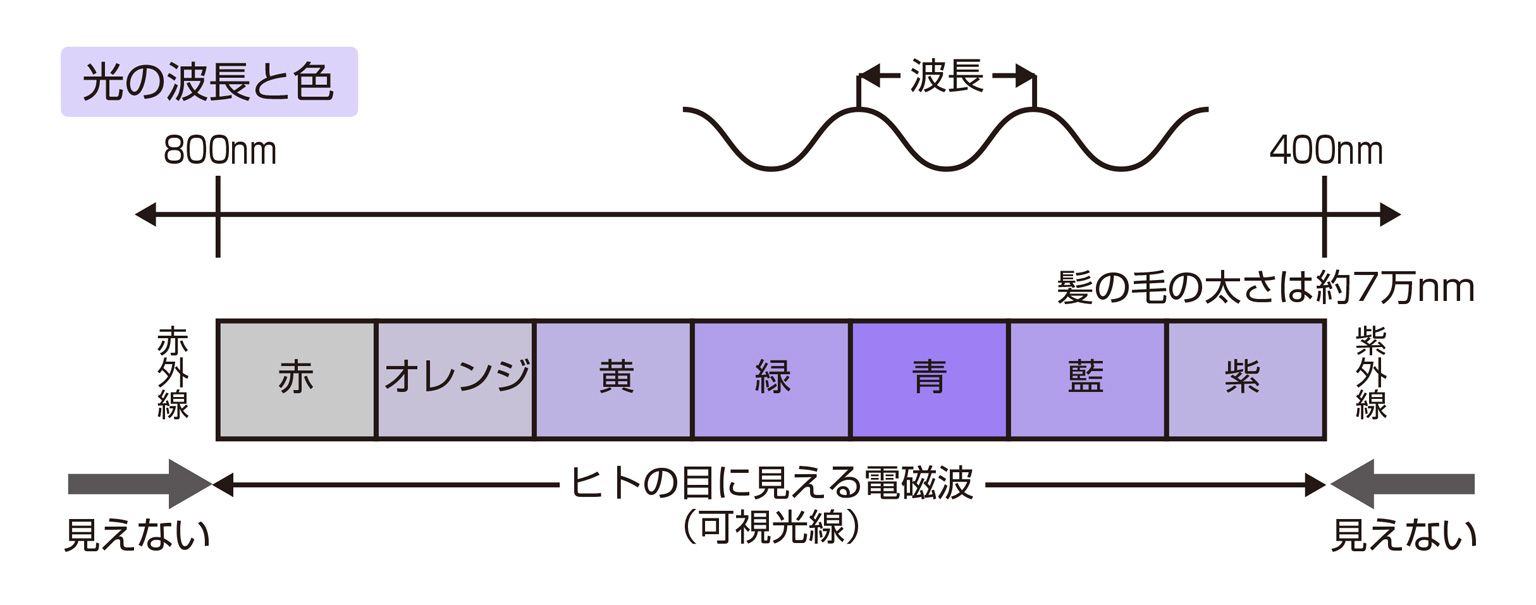 光の波長と色
波長
800nm
400nm
髪の毛の太さは約7万nm
赤外線
赤
オレンジ
黄
緑
青
藍
紫
紫外線
ヒトの目に見える電磁波
（可視光線）
見えない
見えない